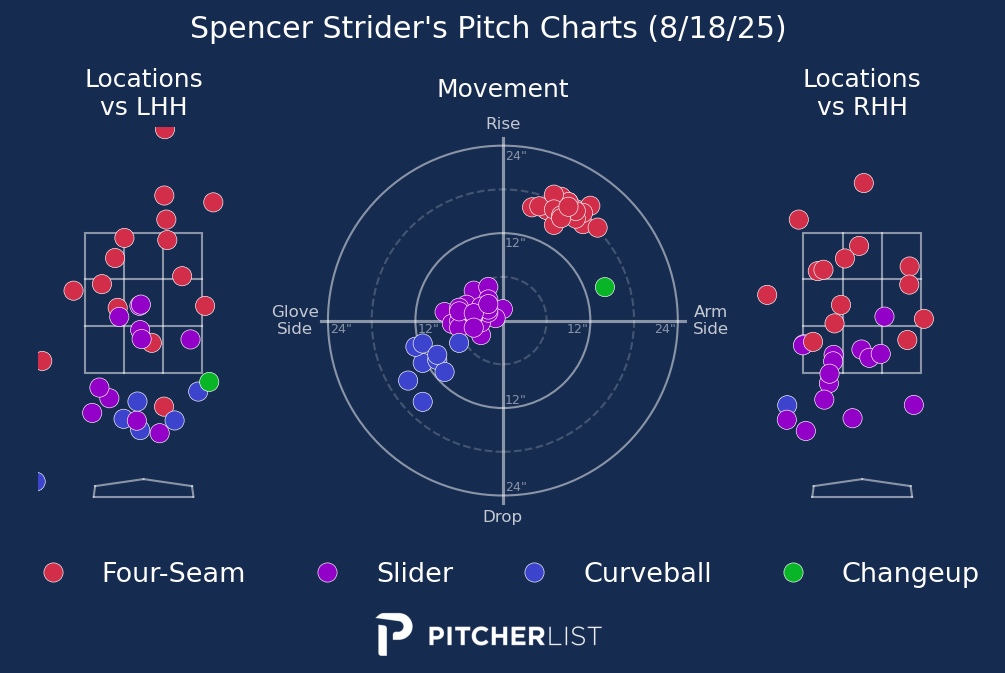 Spencer Strider's Pitch Charts (8/18/25)
Locations
vs LHH
Movement
Locations
vs RHH
Rise
24"
12"
Glove
Side
24"
12"
12"
24"
Arm
Side
12"
24"
Drop
Four-Seam
Slider
Curveball
Changeup
PITCHERLIST